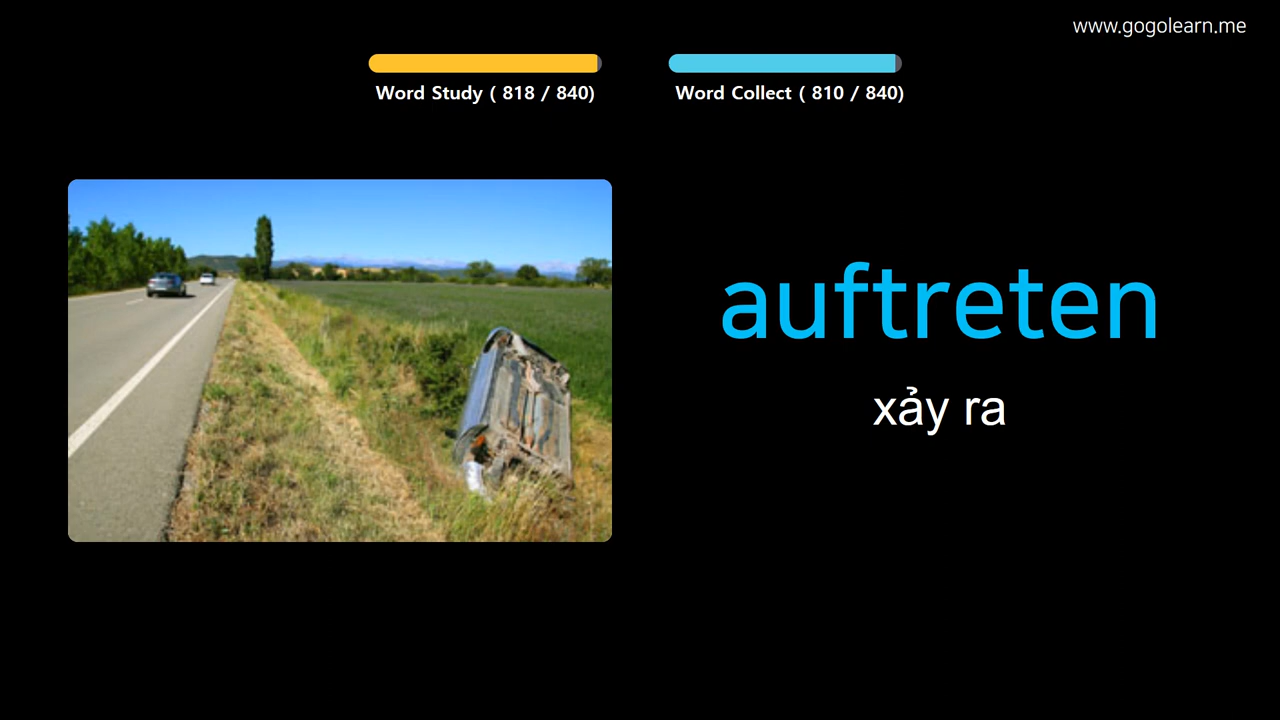 www.gogolearn.me
Word Study ( 818 / 840)
Word Collect ( 810 / 840)
auftreten
xảy ra